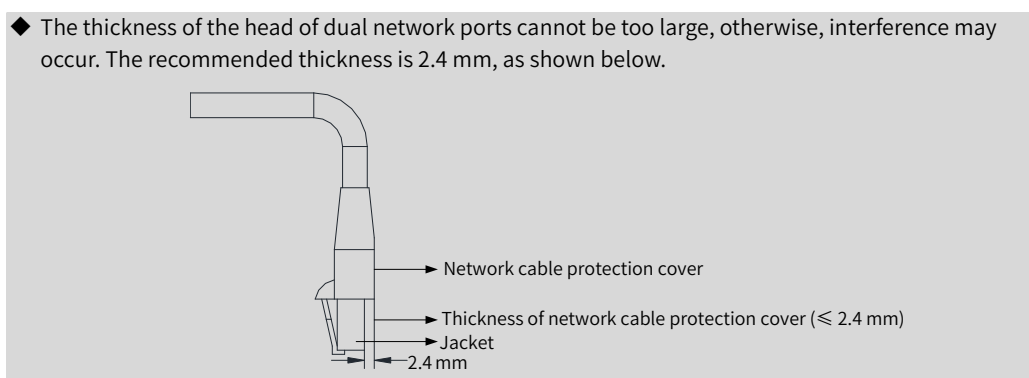 ◆ The thickness of the head of dual network ports cannot be too large, otherwise, interference may
occur. The recommended thickness is 2.4 mm, as shown below.
Network cable protection cover
Thickness of network cable protection cover (≤ 2.4 mm)
Jacket
2.4 mm